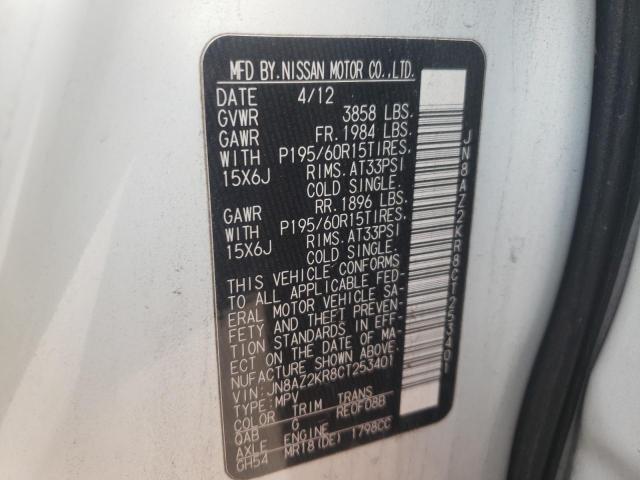 MFD BY.NISSAN MOTOR CO.,LTD.
DATE 4/12
GVWR 3858 LBS.
GAWR FR.1984 LBS.
WITH P195/60R15TIRES,
15X6J RIMS.AT33PSI
COLD SINGLE.
GAWR RR.1896 LBS.
WITH P195/60R15TIRES,
15X6J RIMS.AT33PSI
COLD SINGLE.
THIS VEHICLE CONFORMS
TO ALL APPLICABLE FED-
ERAL MOTOR VEHICLE SA-
FETY AND THEFT PREVEN-
TION STANDARDS IN EFF-
ECT ON THE DATE OF MA-
NUFACTURE SHOWN ABOVE.
VIN: JN8AZ2KR8CT253401
TYPE:MPV
COLOR TRIM TRANS
QAB G RE0F08B
AXLE ENGINE
GH54 MR18(DE) 1798CC
JN8AZ2KR8CT253401